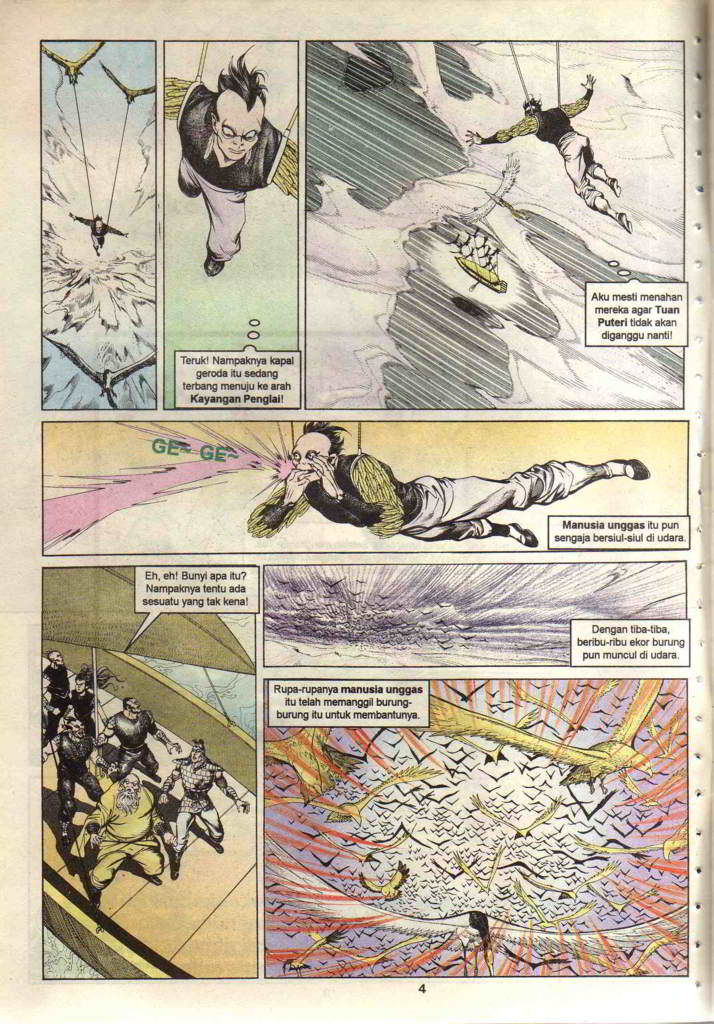 Teruk! Nampaknya kapal
geroda itu sedang
terbang menuju ke arah
Kayangan Penglai!
Aku mesti menahan
mereka agar Tuan
Puteri tidak akan
diganggu nanti!
GE~ GE~
Manusia unggas itu pun
sengaja bersiul-siul di udara.
Eh, eh! Bunyi apa itu?
Nampaknya tentu ada
sesuatu yang tak kena!
Dengan tiba-tiba,
beribu-ribu ekor burung
pun muncul di udara.
Rupa-rupanya manusia unggas
itu telah memanggil burung-
burung itu untuk membantunya.
4